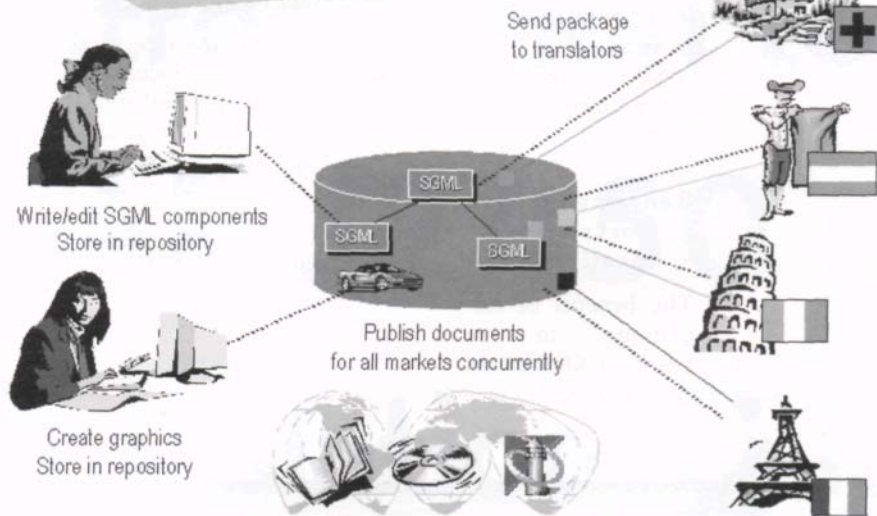 Send package
to translators
Write/edit SGML components
Store in repository
SGML
SGML
SGML
Publish documents
for all markets concurrently
Create graphics
Store in repository